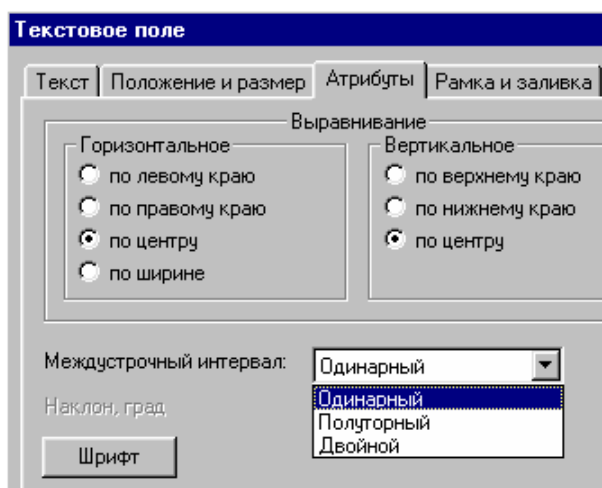 Текстовое поле
Текст Положение и размер Атрибуты Рамка и заливка
Выравнивание
Горизонтальное Вертикальное
по левому краю по верхнему краю
по правому краю по нижнему краю
по центру по центру
по ширине
Междустрочный интервал: Одинарный
Одинарный
Наклон, град Полуторный
Двойной
Шрифт